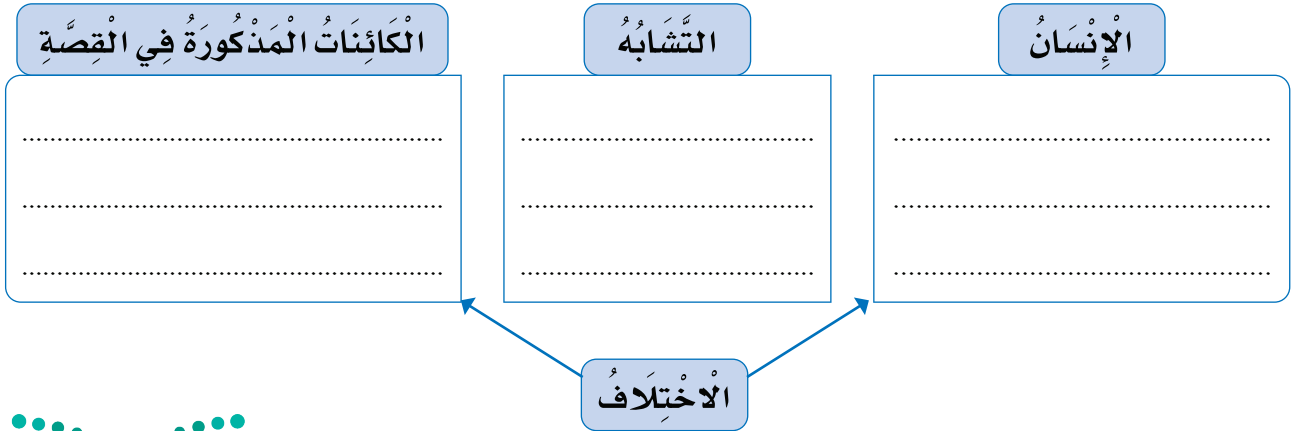 الْإِنْسَانُ
التَّشَابُهُ
الْكَائِنَاتُ الْمَذْكُورَةُ فِي الْقِصَّةِ
الْاخْتِلَافُ